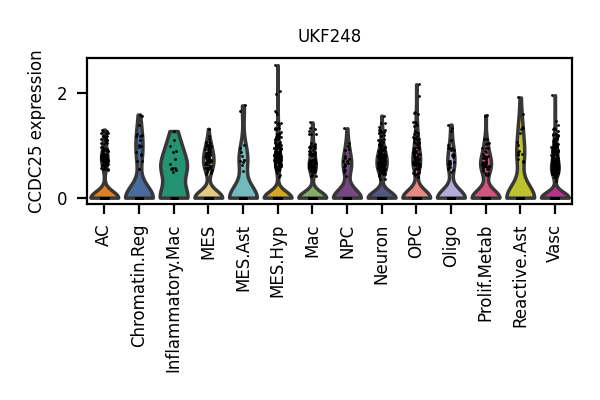 UKF248
CCDC25 expression
2
0
AC
Chromatin.Reg
Inflammatory.Mac
MES
MES.Ast
MES.Hyp
Mac
NPC
Neuron
OPC
Oligo
Prolif.Metab
Reactive.Ast
Vasc